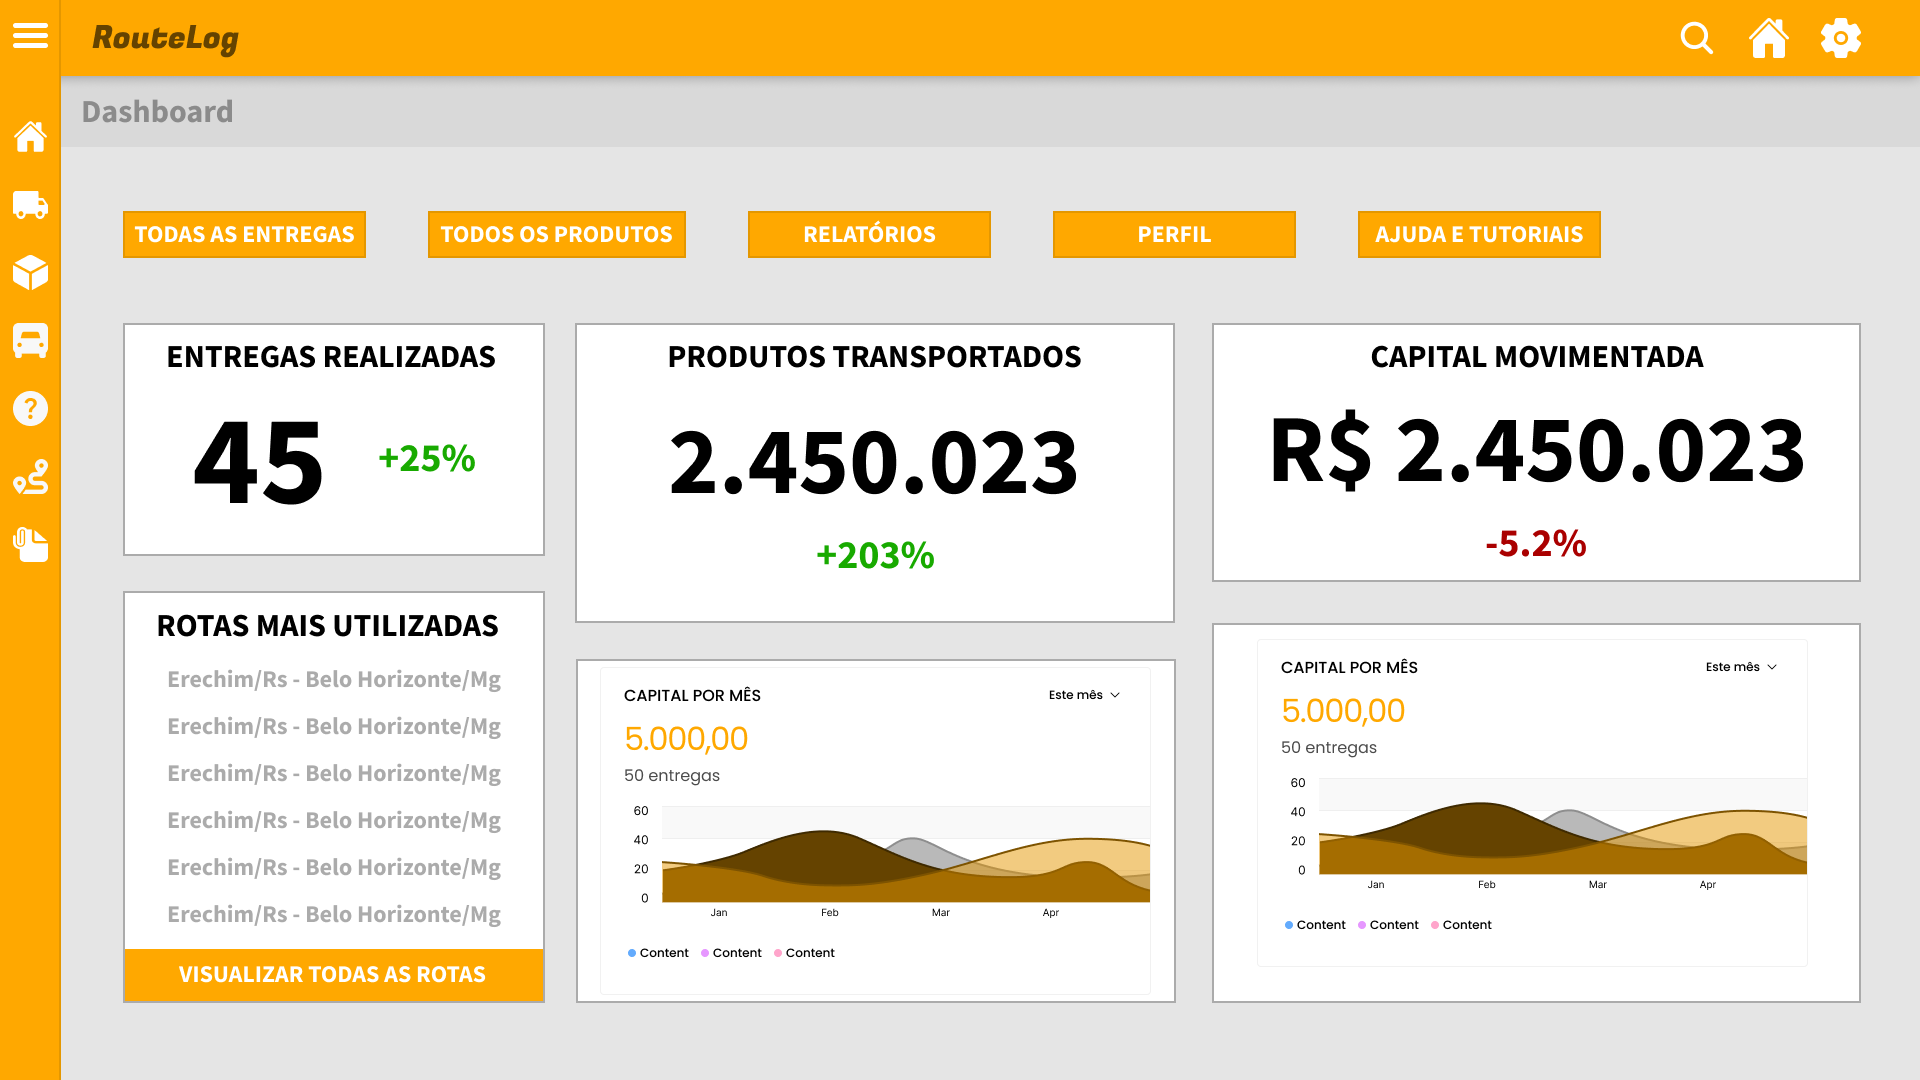 RouteLog
Dashboard
TODAS AS ENTREGAS
TODOS OS PRODUTOS
RELATÓRIOS
PERFIL
AJUDA E TUTORIAIS
ENTREGAS REALIZADAS
45
+25%
PRODUTOS TRANSPORTADOS
2.450.023
+203%
CAPITAL MOVIMENTADA
R$ 2.450.023
-5.2%
ROTAS MAIS UTILIZADAS
Erechim/Rs - Belo Horizonte/Mg
Erechim/Rs - Belo Horizonte/Mg
Erechim/Rs - Belo Horizonte/Mg
Erechim/Rs - Belo Horizonte/Mg
Erechim/Rs - Belo Horizonte/Mg
Erechim/Rs - Belo Horizonte/Mg
VISUALIZAR TODAS AS ROTAS
CAPITAL POR MÊS
Este mês
5.000,00
50 entregas
60
40
20
0
Jan Feb Mar Apr
Content Content Content
CAPITAL POR MÊS
Este mês
5.000,00
50 entregas
60
40
20
0
Jan Feb Mar Apr
Content Content Content